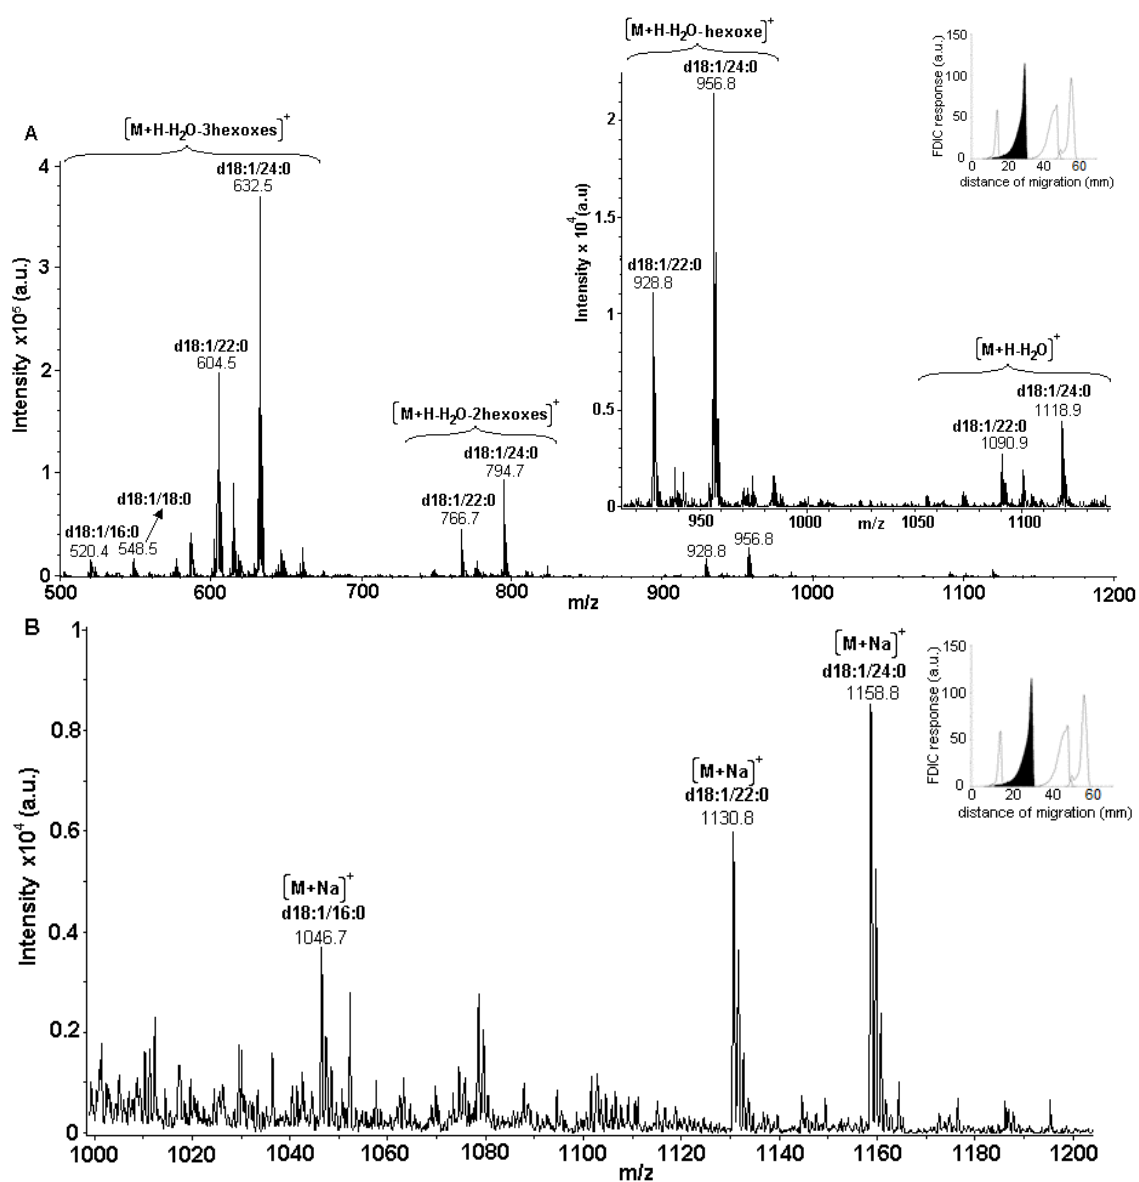 A
[M+H-H₂O-3hexoxes]⁺
d18:1/24:0
632.5
d18:1/22:0
604.5
[M+H-H₂O-2hexoxes]⁺
d18:1/24:0
794.7
d18:1/22:0
766.7
d18:1/18:0
d18:1/16:0
520.4
548.5
928.8
956.8
Intensity x10⁵ (a.u.)
4
3
2
1
0
500
600
700
800
900
1000
1100
1200
m/z
[M+H-H₂O-hexoxe]⁺
d18:1/24:0
956.8
d18:1/22:0
928.8
[M+H-H₂O]⁺
d18:1/24:0
1118.9
d18:1/22:0
1090.9
Intensity x 10⁴ (a.u)
2
1.5
1
0.5
0
950
1000
m/z
1050
1100
FDIC response (a.u.)
150
100
50
0
0
20
40
60
distance of migration (mm)
B
[M+Na]⁺
d18:1/24:0
1158.8
[M+Na]⁺
d18:1/22:0
1130.8
[M+Na]⁺
d18:1/16:0
1046.7
Intensity x10⁴ (a.u.)
1
0.8
0.6
0.4
0.2
0
1000
1020
1040
1060
1080
1100
1120
1140
1160
1180
1200
m/z
FDIC response (a.u.)
150
100
50
0
0
20
40
60
distance of migration (mm)